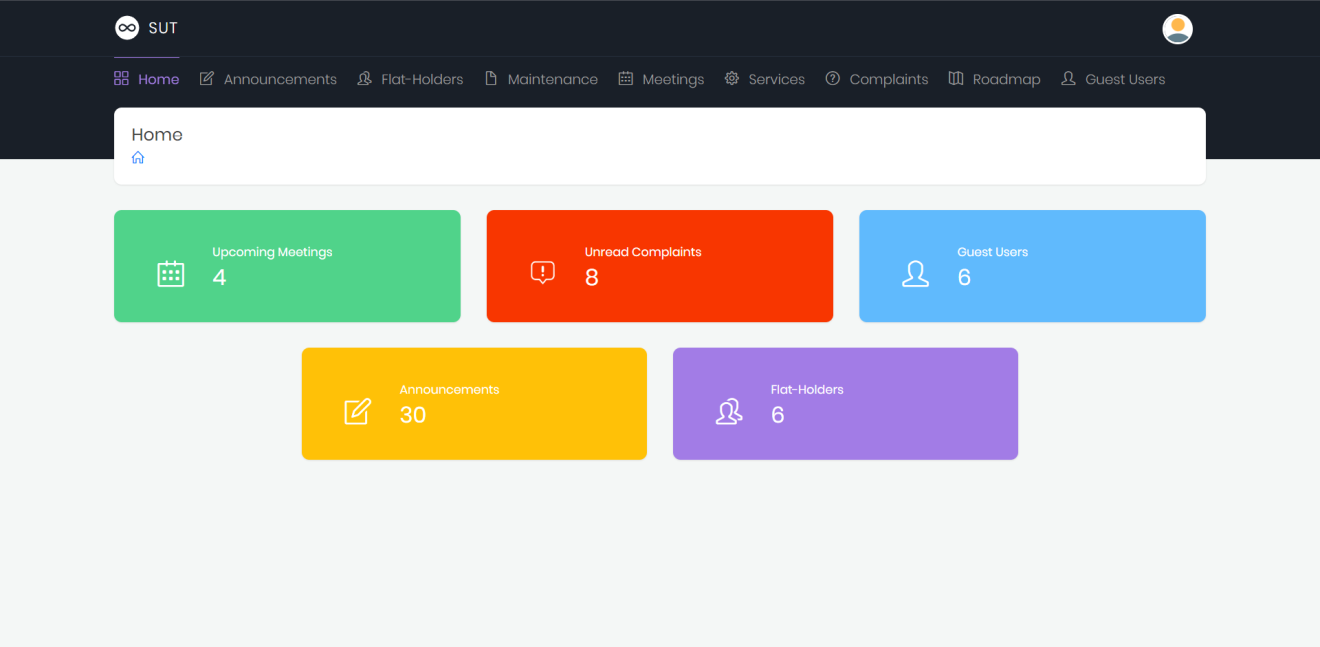 SUT
Home Announcements Flat-Holders Maintenance Meetings Services Complaints Roadmap Guest Users
Home
Upcoming Meetings
4
Unread Complaints
8
Guest Users
6
Announcements
30
Flat-Holders
6